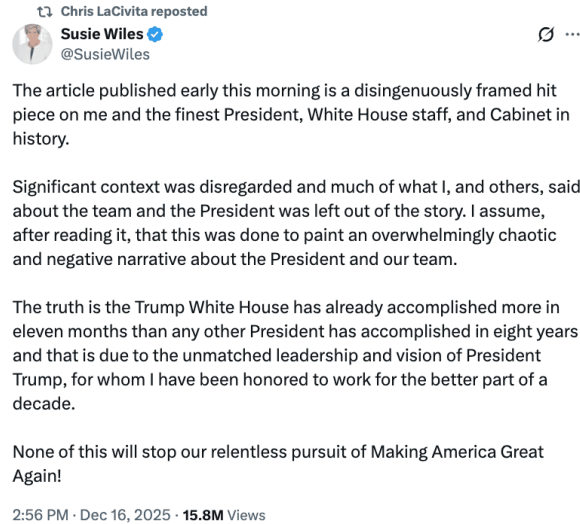 Chris LaCivita reposted
Susie Wiles
@SusieWiles
The article published early this morning is a disingenuously framed hit
piece on me and the finest President, White House staff, and Cabinet in
history.
Significant context was disregarded and much of what I, and others, said
about the team and the President was left out of the story. I assume,
after reading it, that this was done to paint an overwhelmingly chaotic
and negative narrative about the President and our team.
The truth is the Trump White House has already accomplished more in
eleven months than any other President has accomplished in eight years
and that is due to the unmatched leadership and vision of President
Trump, for whom I have been honored to work for the better part of a
decade.
None of this will stop our relentless pursuit of Making America Great
Again!
2:56 PM · Dec 16, 2025 · 15.8M Views